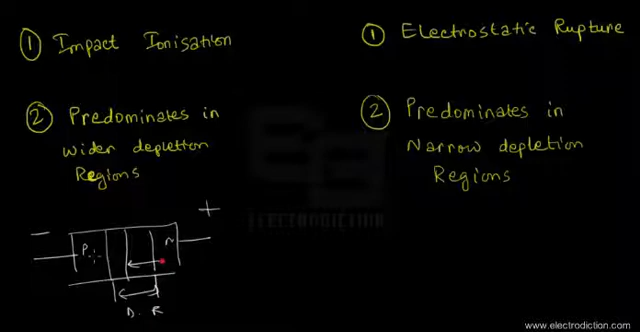 ① Impact Ionisation
② Predominates in
wider depletion
Regions
−
+
P
N
D. R
① Electrostatic Rupture
② Predominates in
Narrow depletion
Regions
ELECTRODICTION
www.electrodiction.com